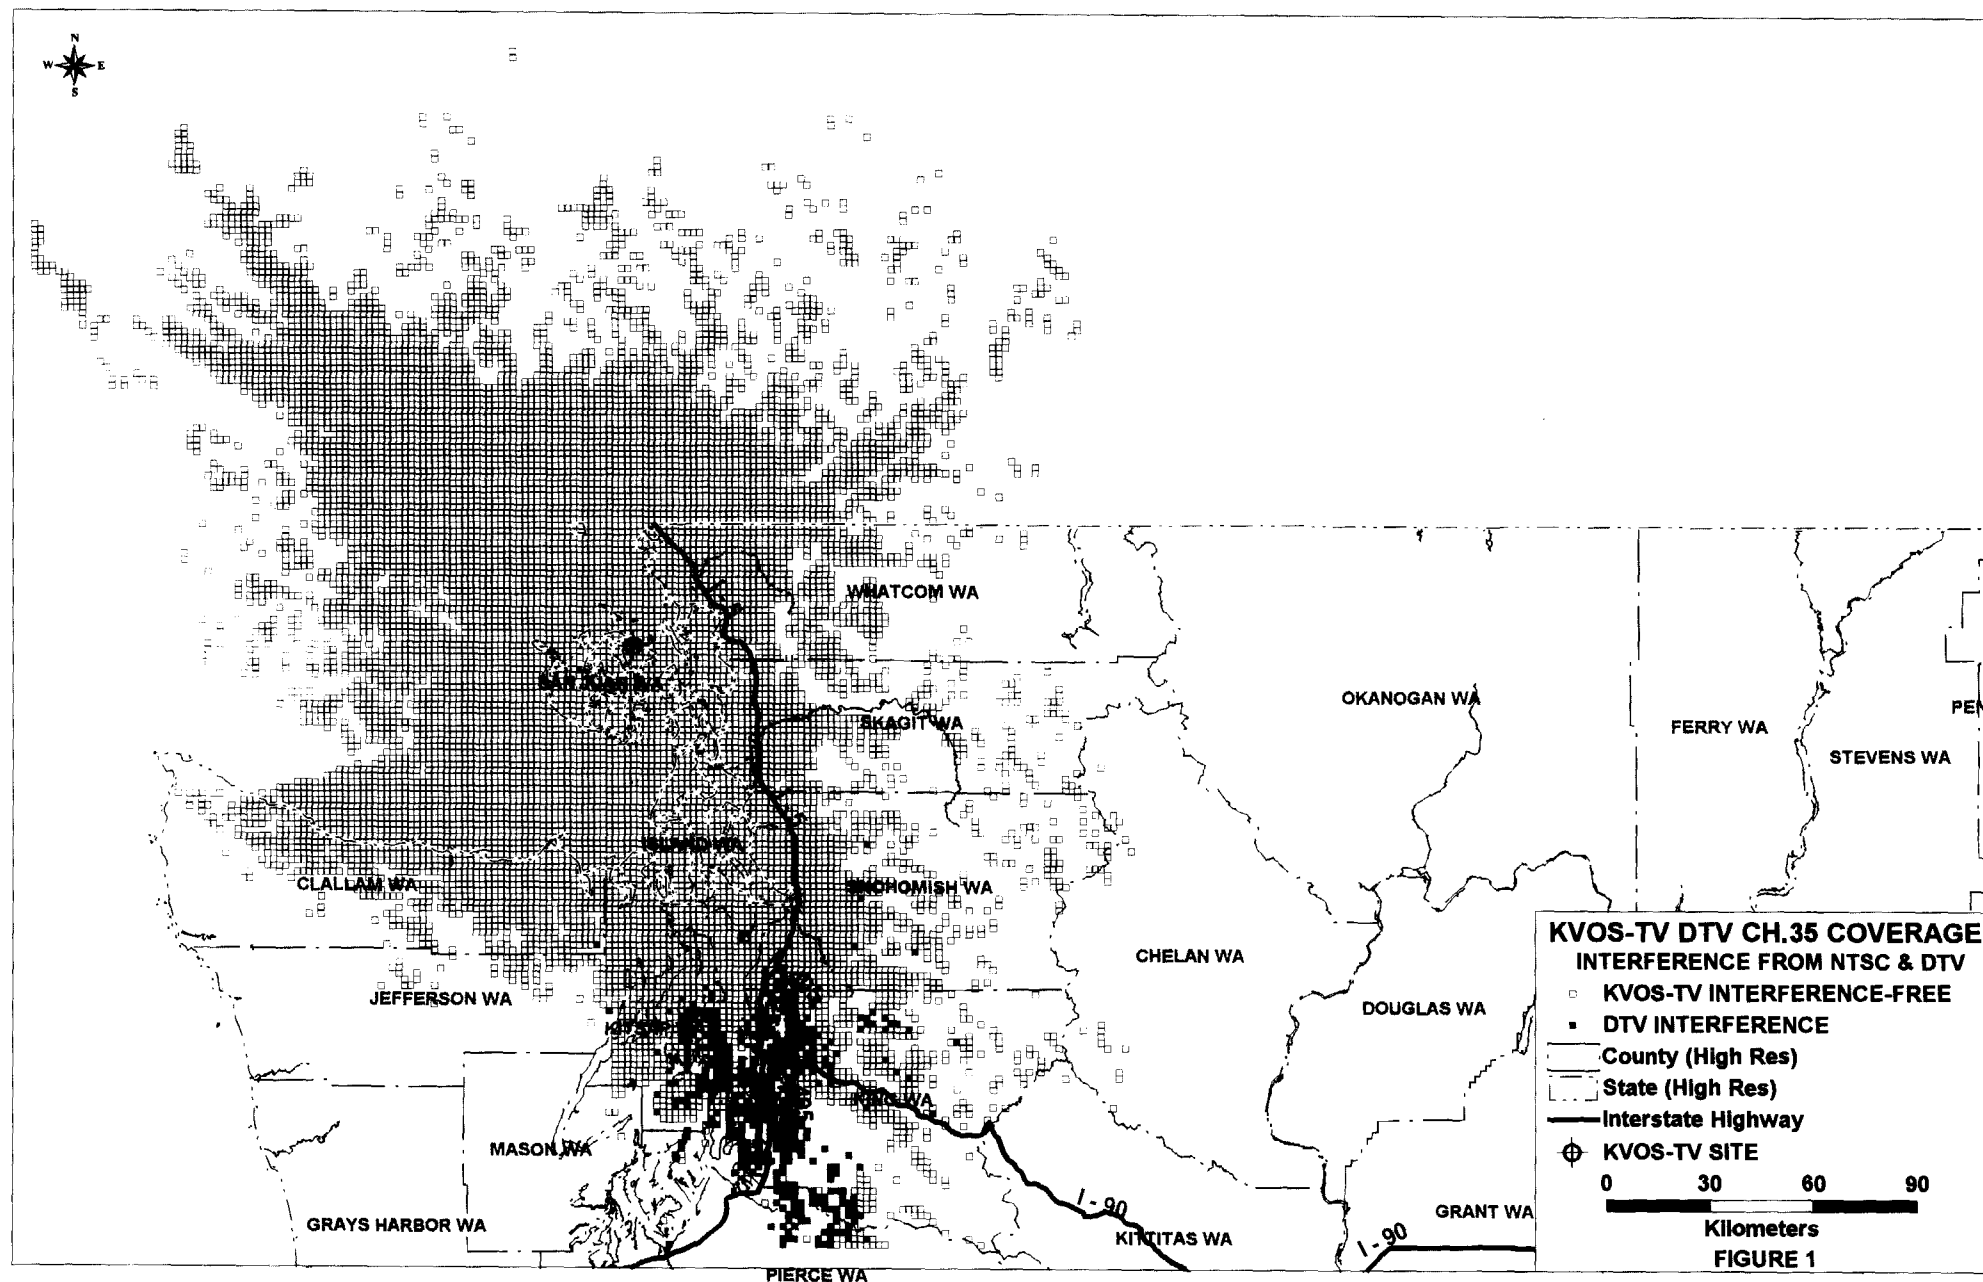 N
W E
S
WHATCOM WA
SAN JUAN WA
SKAGIT WA
OKANOGAN WA
FERRY WA
PEN
STEVENS WA
ISLAND WA
CLALLAM WA
SNOHOMISH WA
CHELAN WA
JEFFERSON WA
DOUGLAS WA
KITSAP
KING WA
MASON WA
GRAYS HARBOR WA
I - 90
KITTITAS WA
I - 90
GRANT WA
PIERCE WA
KVOS-TV DTV CH.35 COVERAGE
INTERFERENCE FROM NTSC & DTV
KVOS-TV INTERFERENCE-FREE
DTV INTERFERENCE
County (High Res)
State (High Res)
Interstate Highway
KVOS-TV SITE
0 30 60 90
Kilometers
FIGURE 1